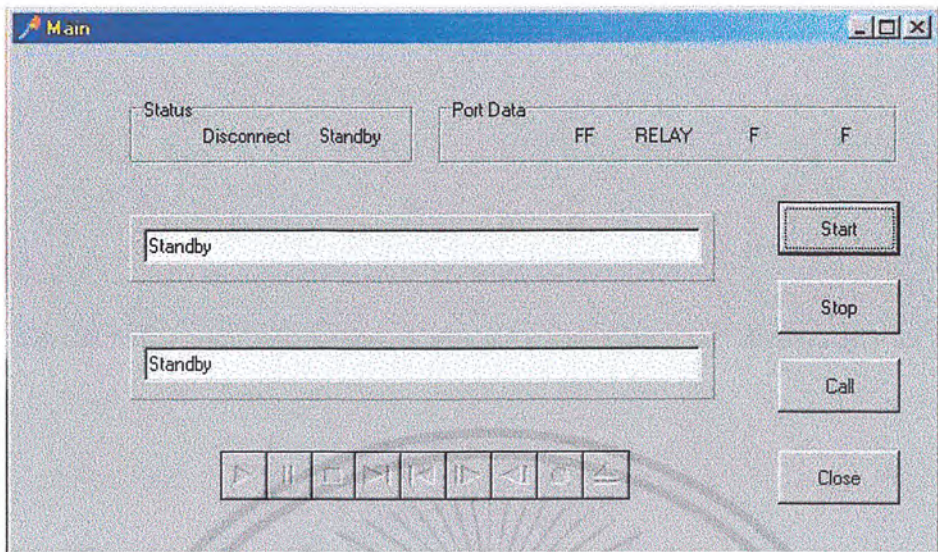 Main
Status
Port Data
Disconnect Standby
FF RELAY F F
Standby
Start
Stop
Standby
Call
Close